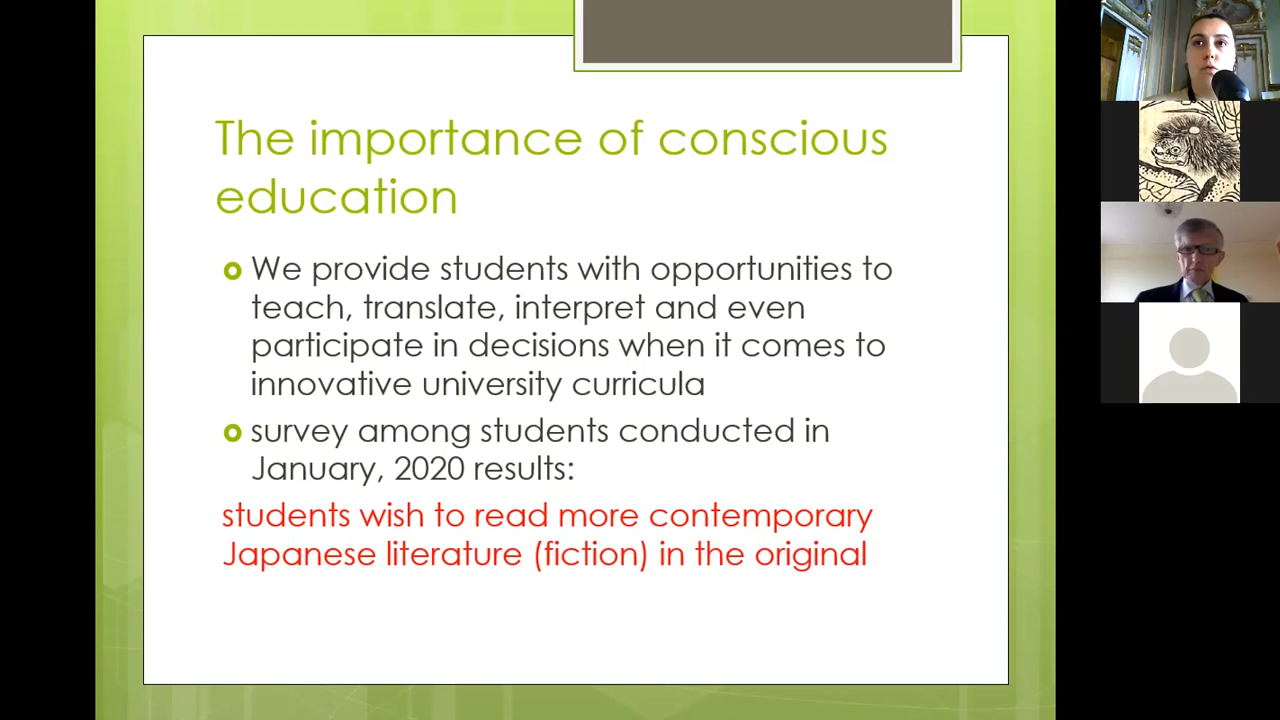 The importance of conscious
education
We provide students with opportunities to
teach, translate, interpret and even
participate in decisions when it comes to
innovative university curricula
survey among students conducted in
January, 2020 results:
students wish to read more contemporary
Japanese literature (fiction) in the original